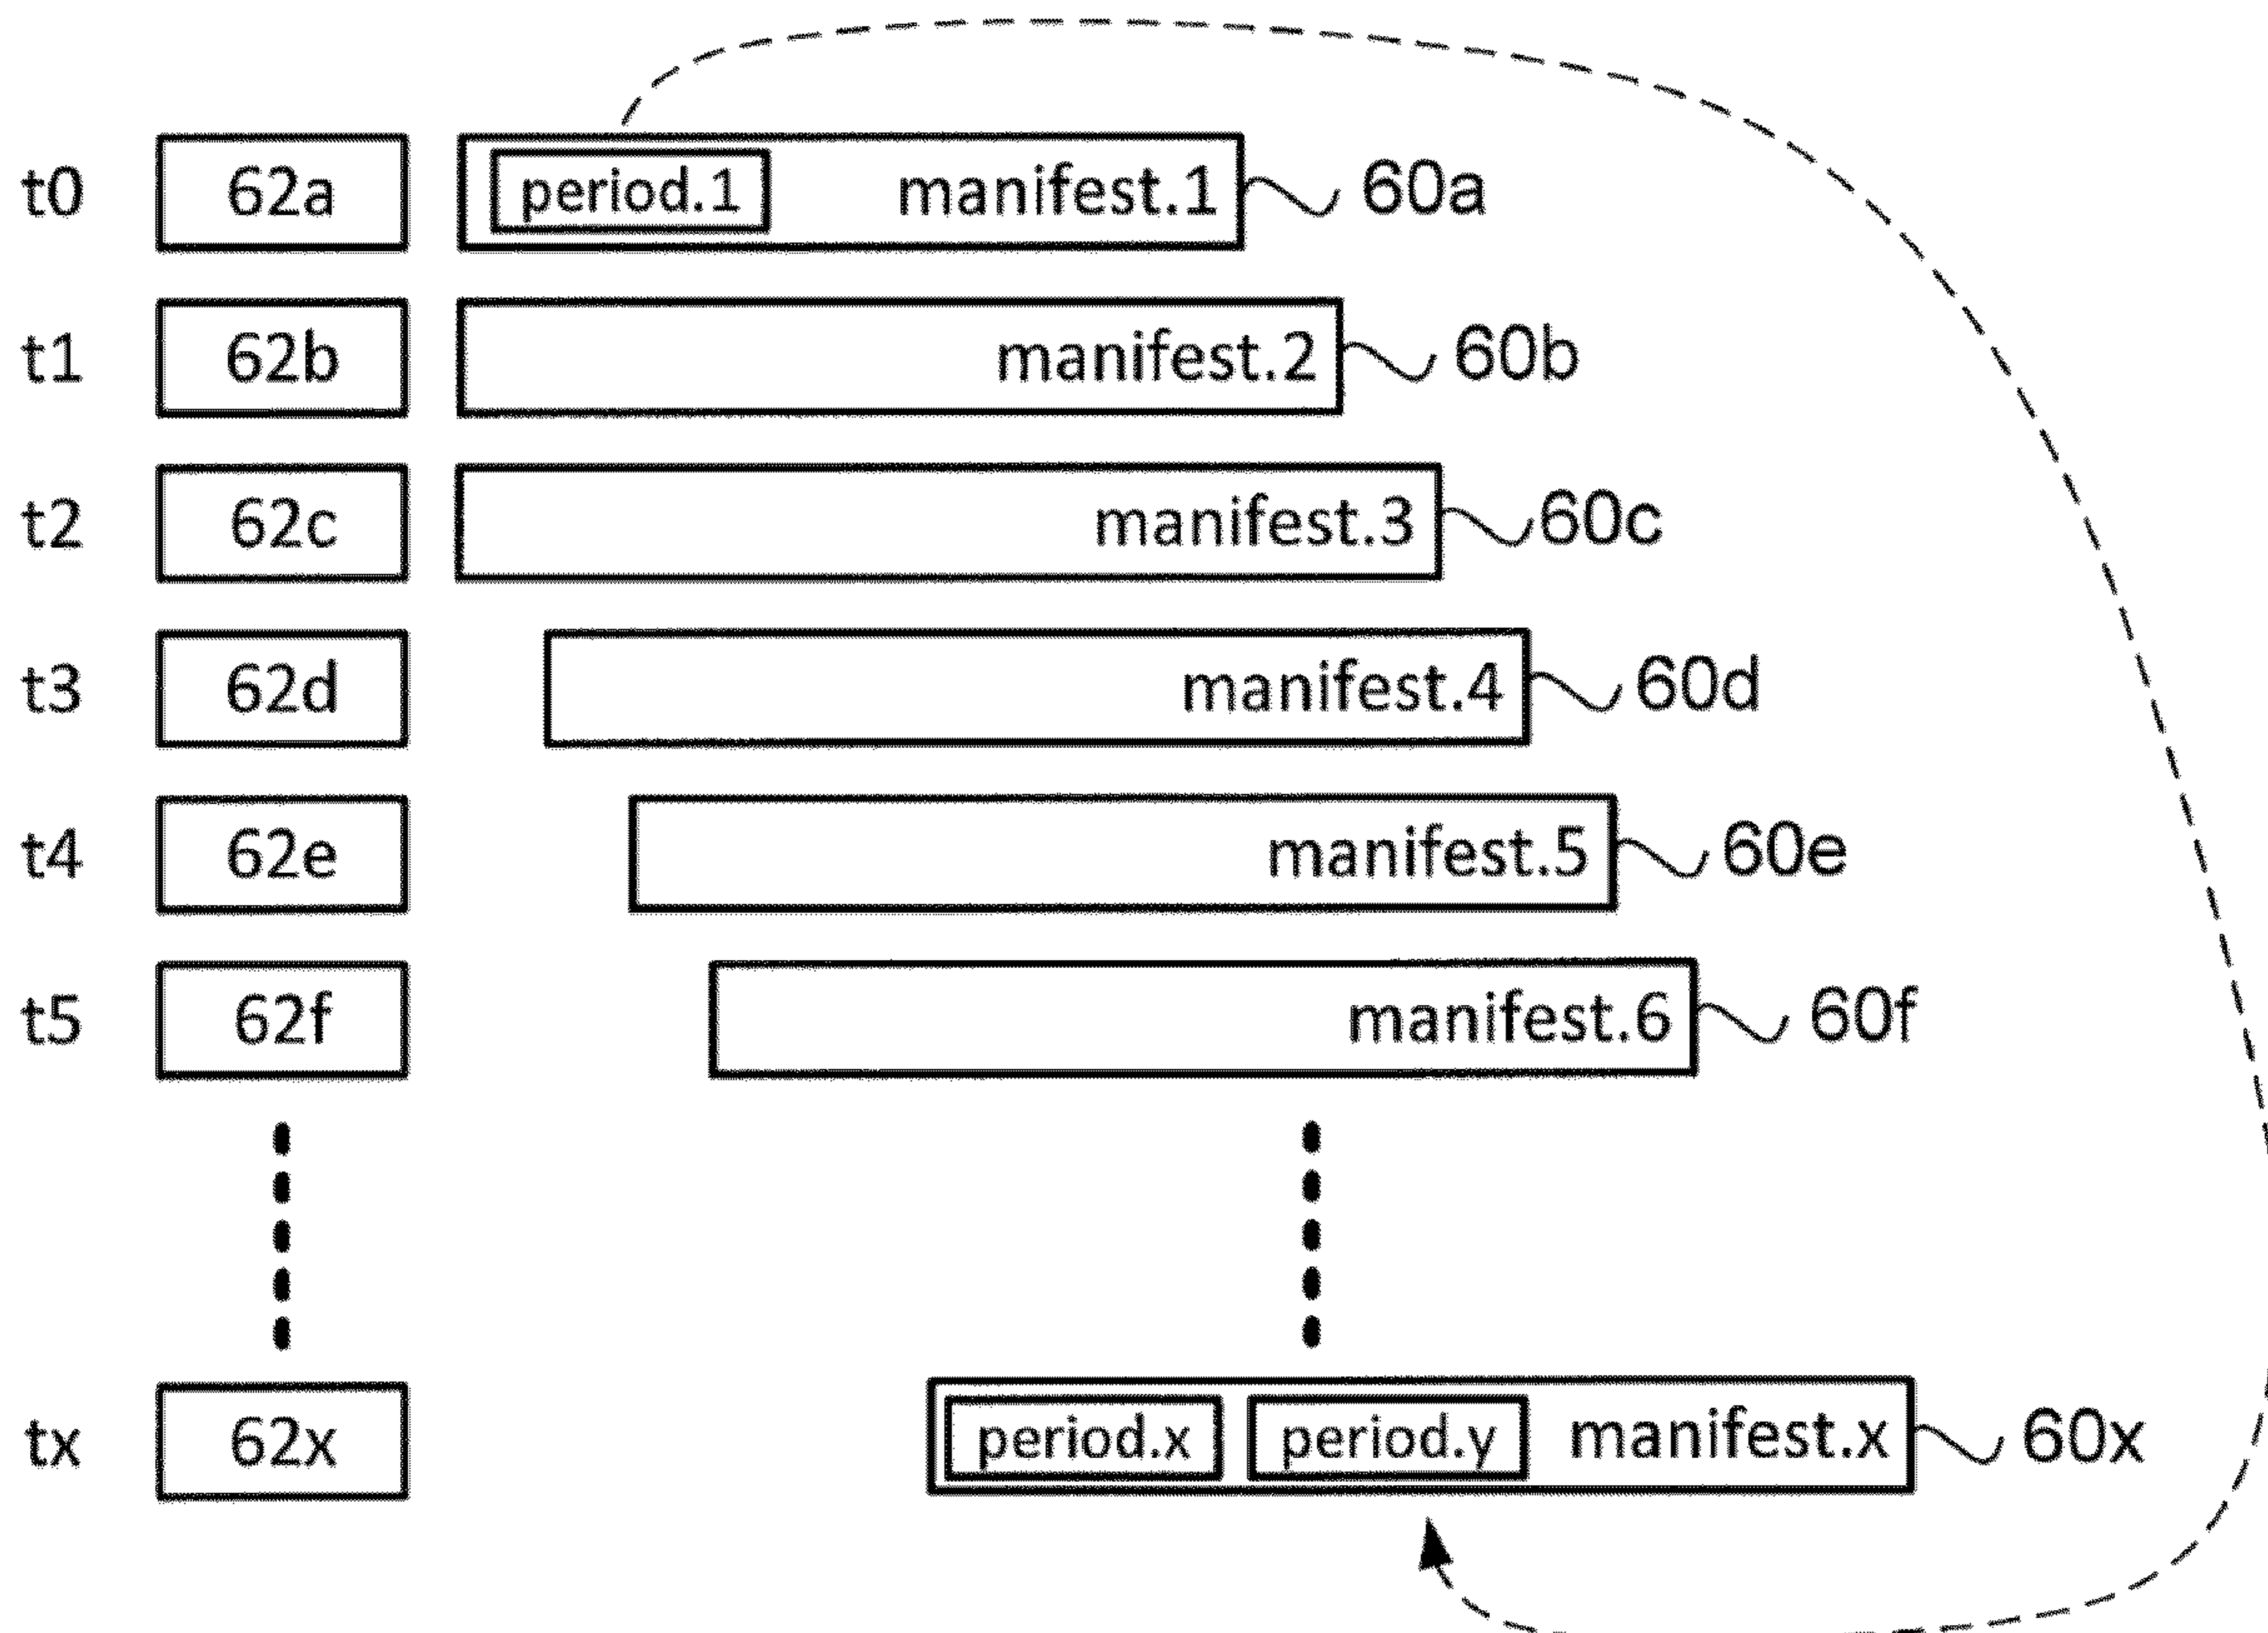 t0 62a period.1 manifest.1 60a
t1 62b manifest.2 60b
t2 62c manifest.3 60c
t3 62d manifest.4 60d
t4 62e manifest.5 60e
t5 62f manifest.6 60f
tx 62x period.x period.y manifest.x 60x